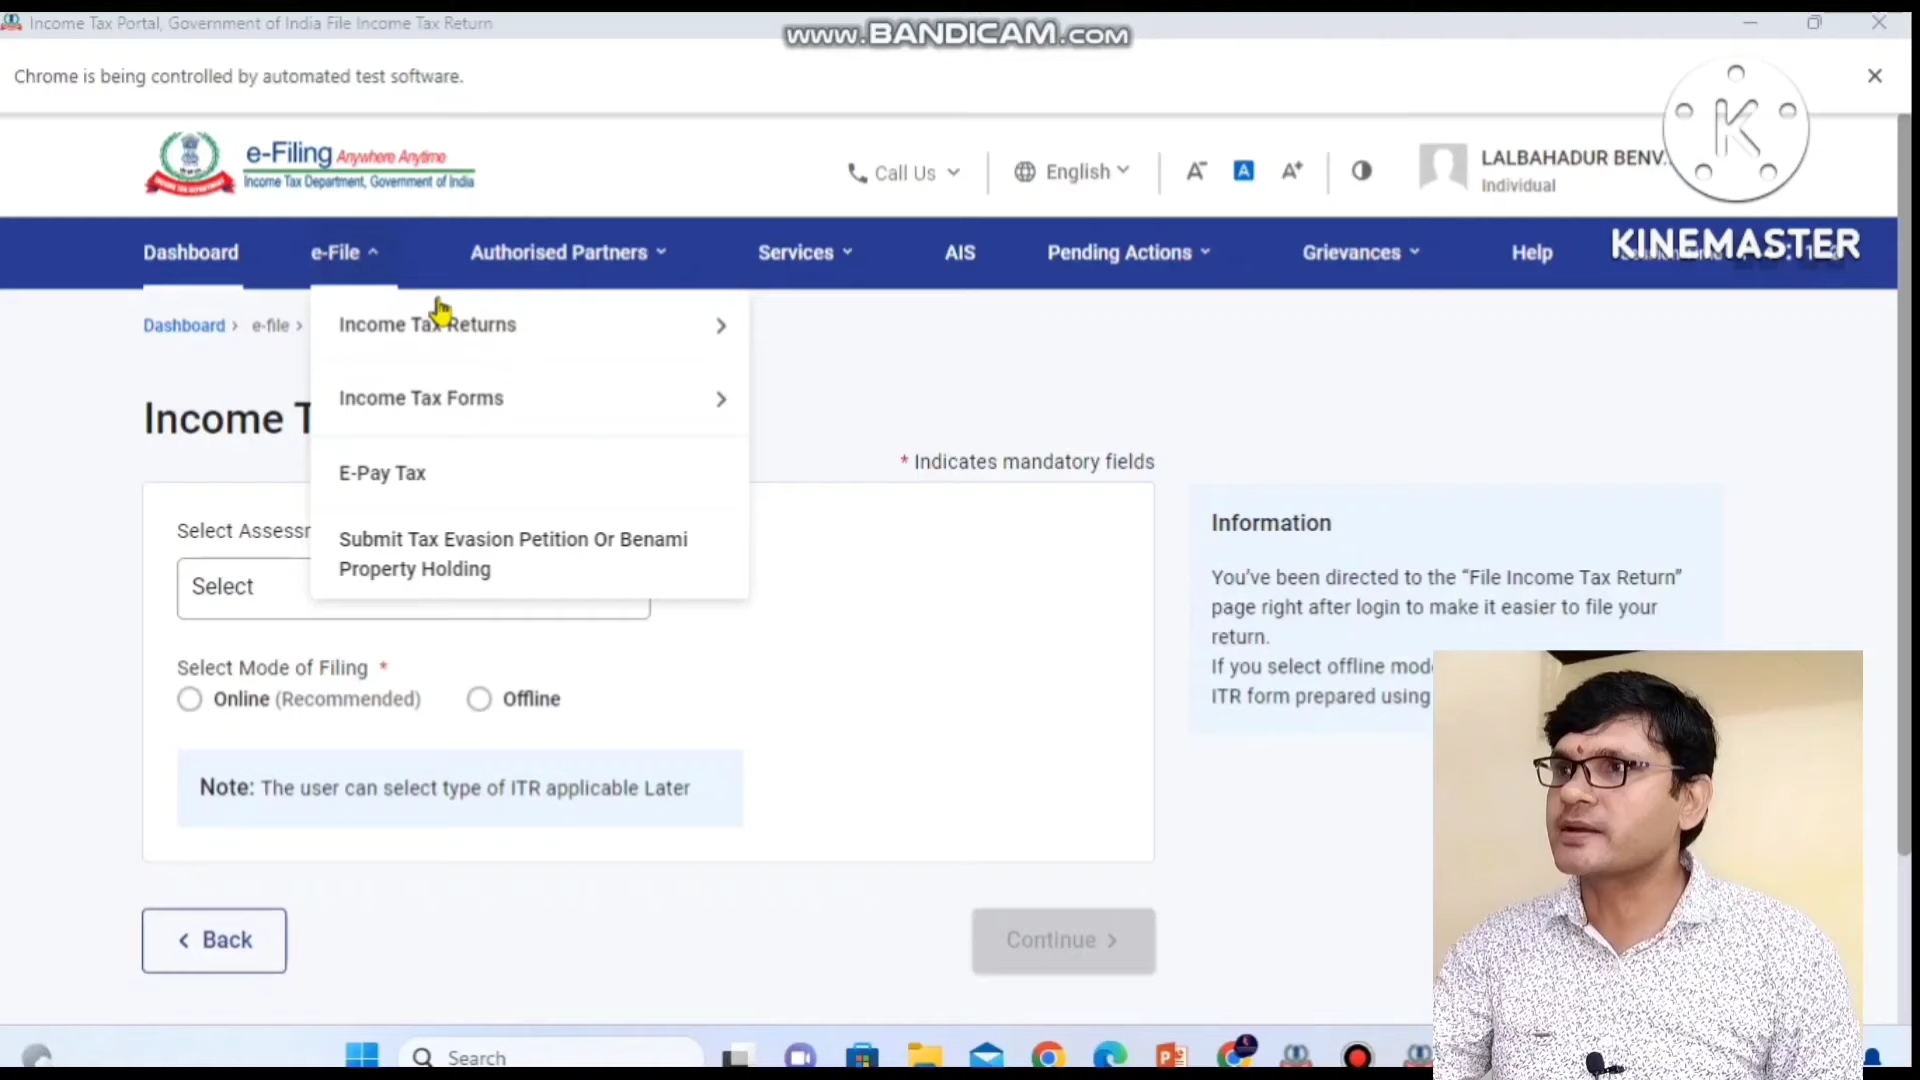 Income Tax Portal, Government of India File Income Tax Return
www.BANDICAM.com
Chrome is being controlled by automated test software.
K
e-Filing Anywhere Anytime
Income Tax Department, Government of India
Call Us
English
A-
A
A+
LALBAHADUR BENV...
Individual
Dashboard
e-File
Authorised Partners
Services
AIS
Pending Actions
Grievances
Help
KINEMASTER
Dashboard > e-file >
Income Tax Returns
Income Tax Forms
E-Pay Tax
Submit Tax Evasion Petition Or Benami
Property Holding
Income T
* Indicates mandatory fields
Select Assessm
Select
Select Mode of Filing *
Online (Recommended)
Offline
Note: The user can select type of ITR applicable Later
Information
You've been directed to the “File Income Tax Return”
page right after login to make it easier to file your
return.
If you select offline mod
ITR form prepared using
< Back
Continue >
Search